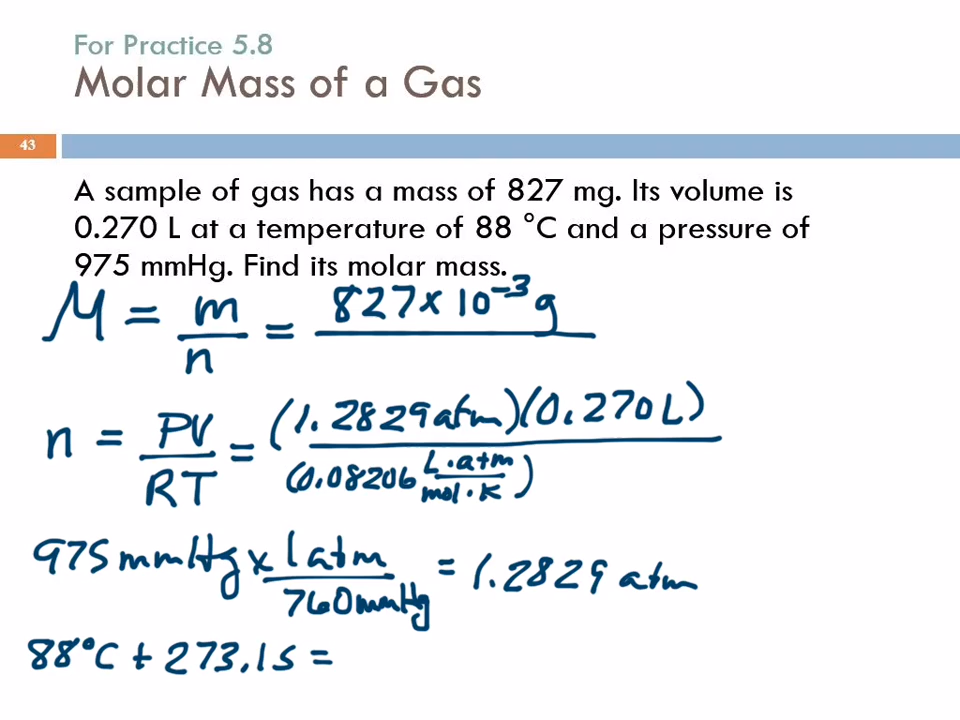 For Practice 5.8
Molar Mass of a Gas
43
A sample of gas has a mass of 827 mg. Its volume is
0.270 L at a temperature of 88 °C and a pressure of
975 mmHg. Find its molar mass.
ℳ = m/n = 827 × 10⁻³ g
n = PV/RT = (1.2829 atm)(0.270 L) / (0.08206 L·atm/mol·K)
975 mmHg × 1 atm/760 mmHg = 1.2829 atm
88°C + 273.15 =